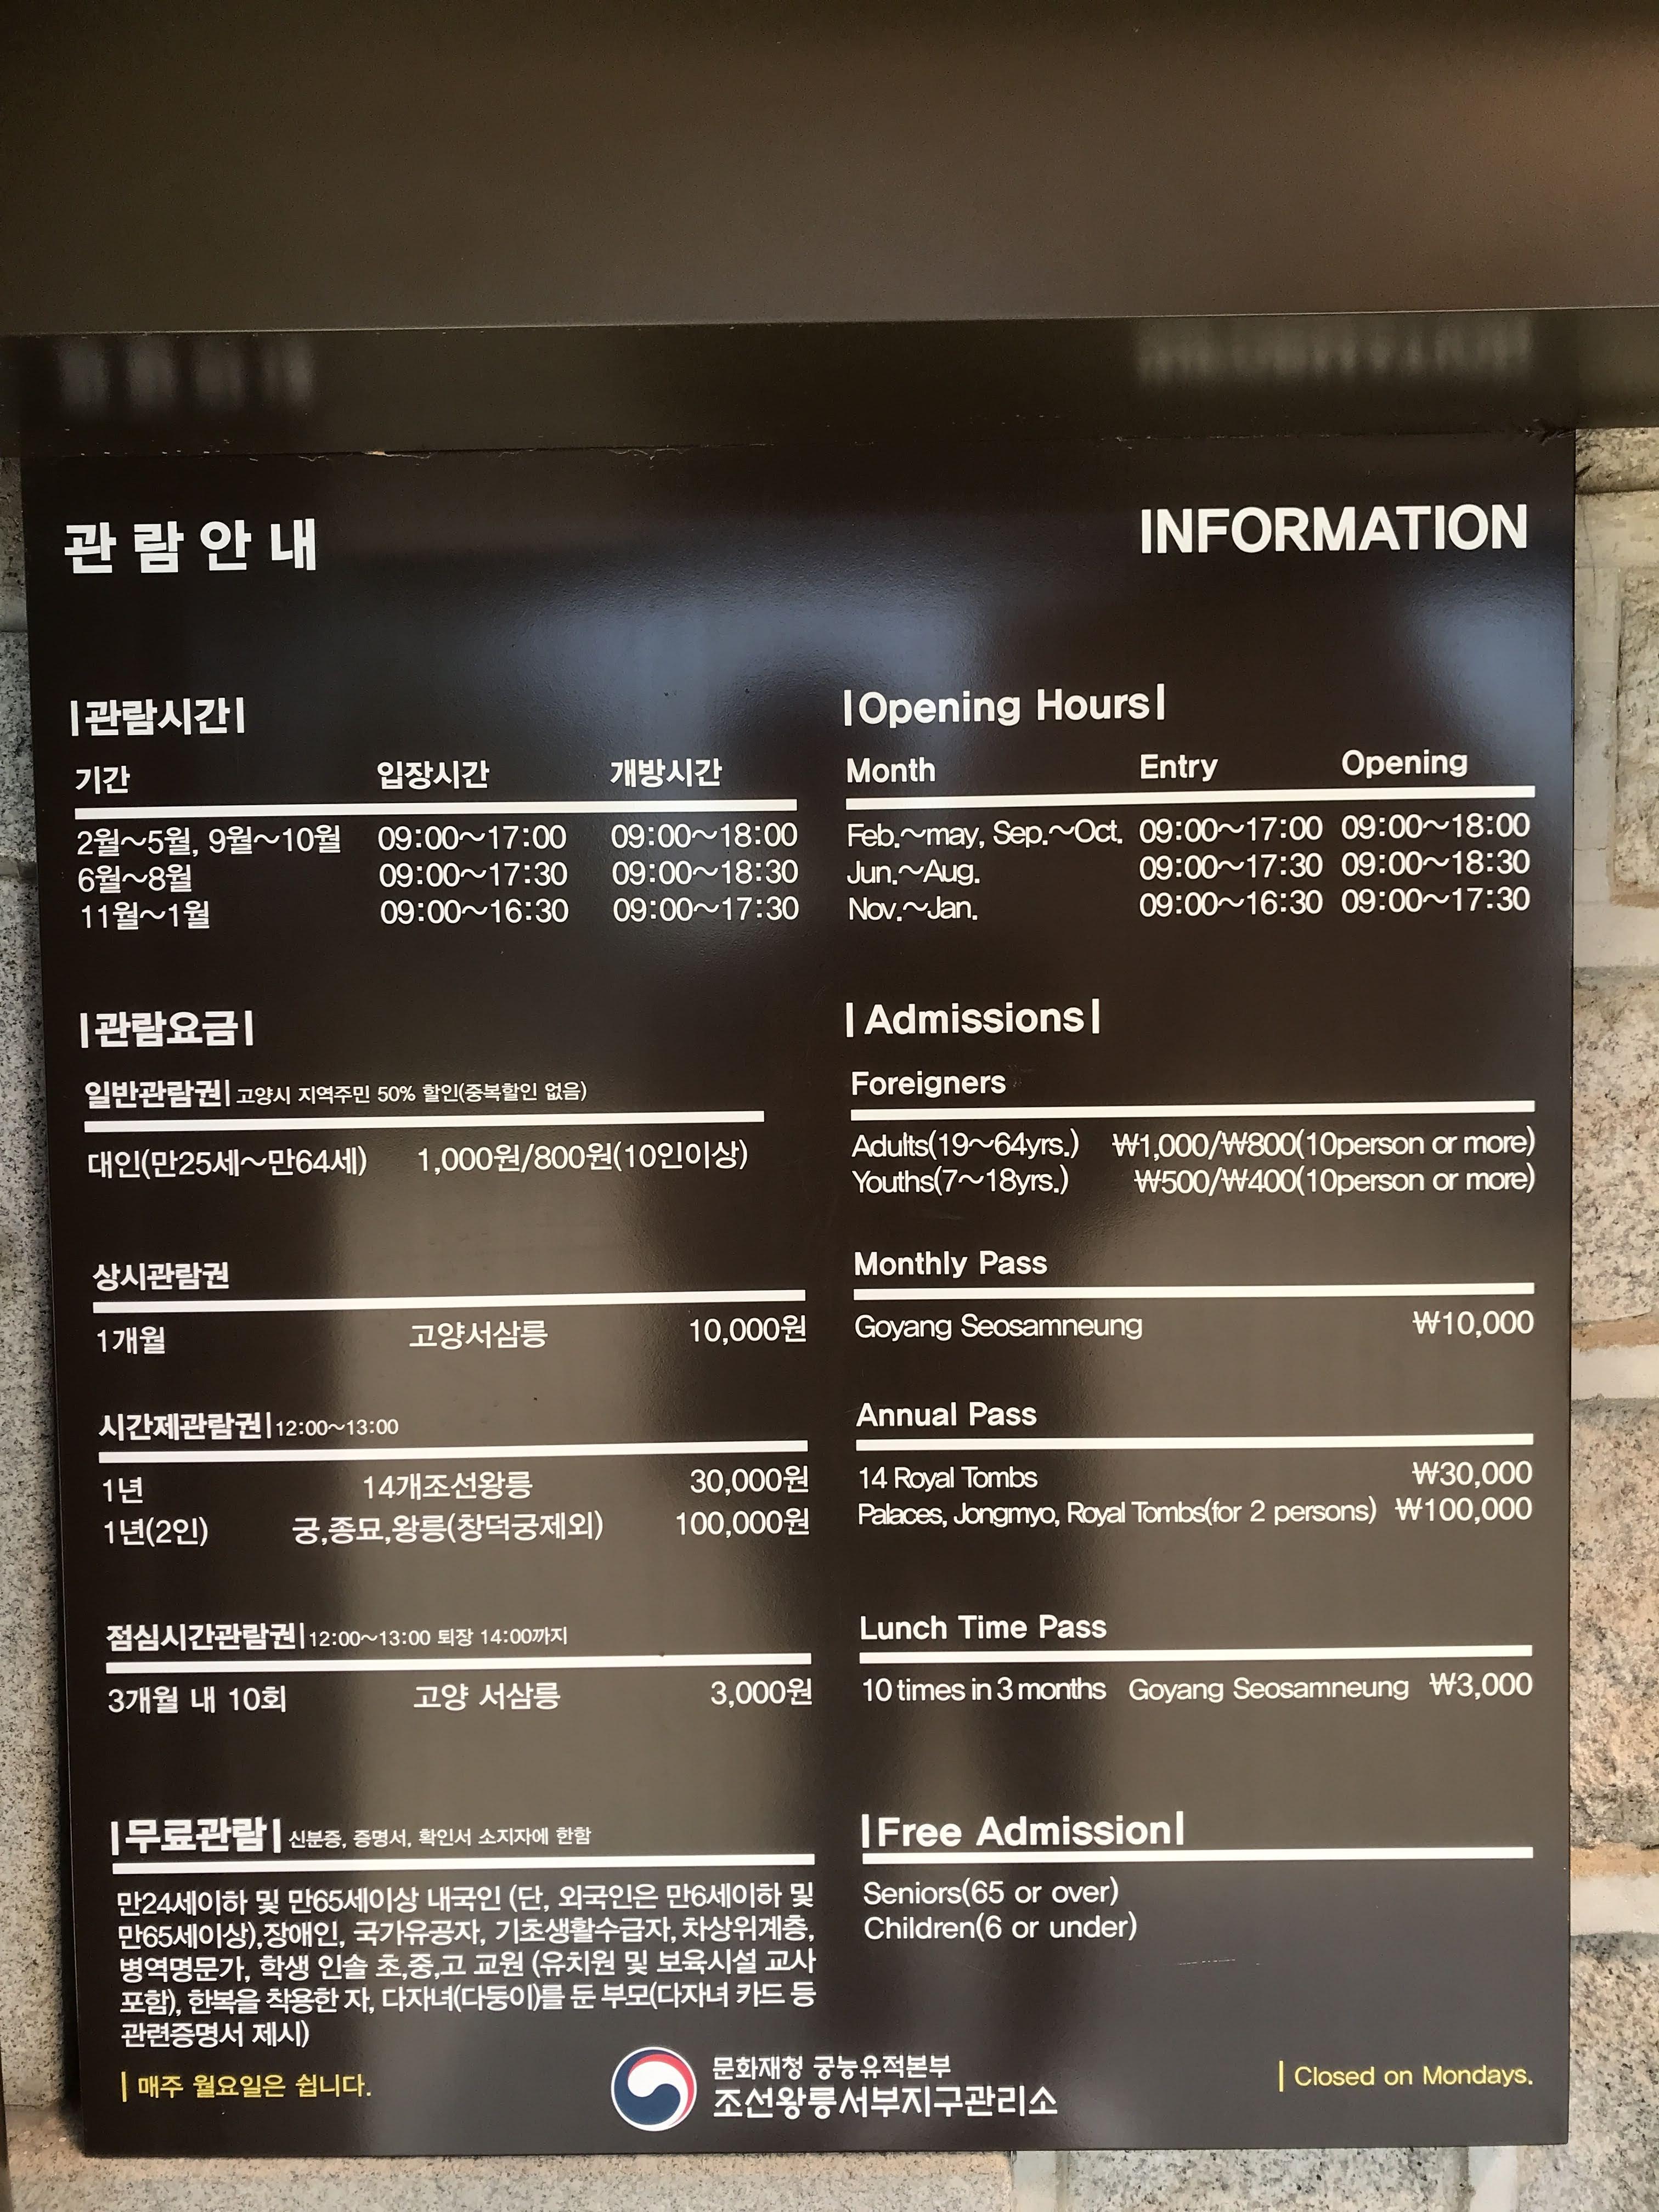 관람안내
INFORMATION
|관람시간|
기간 입장시간 개방시간
2월~5월, 9월~10월 09:00~17:00 09:00~18:00
6월~8월 09:00~17:30 09:00~18:30
11월~1월 09:00~16:30 09:00~17:30
|관람요금|
일반관람권| 고양시 지역주민 50% 할인(중복할인 없음)
대인(만25세~만64세) 1,000원/800원(10인이상)
상시관람권
1개월 고양서삼릉 10,000원
시간제관람권|12:00~13:00
1년 14개조선왕릉 30,000원
1년(2인) 궁,종묘,왕릉(창덕궁제외) 100,000원
점심시간관람권|12:00~13:00 퇴장 14:00까지
3개월 내 10회 고양 서삼릉 3,000원
|무료관람| 신분증, 증명서, 확인서 소지자에 한함
만24세이하 및 만65세이상 내국인 (단, 외국인은 만6세이하 및
만65세이상),장애인, 국가유공자, 기초생활수급자, 차상위계층,
병역명문가, 학생 인솔 초,중,고 교원 (유치원 및 보육시설 교사
포함), 한복을 착용한 자, 다자녀(다둥이)를 둔 부모(다자녀 카드 등
관련증명서 제시)
| 매주 월요일은 쉽니다.
|Opening Hours|
Month Entry Opening
Feb.~may, Sep.~Oct. 09:00~17:00 09:00~18:00
Jun.~Aug. 09:00~17:30 09:00~18:30
Nov.~Jan. 09:00~16:30 09:00~17:30
|Admissions|
Foreigners
Adults(19~64yrs.) ₩1,000/₩800(10person or more)
Youths(7~18yrs.) ₩500/₩400(10person or more)
Monthly Pass
Goyang Seosamneung ₩10,000
Annual Pass
14 Royal Tombs ₩30,000
Palaces, Jongmyo, Royal Tombs(for 2 persons) ₩100,000
Lunch Time Pass
10 times in 3 months Goyang Seosamneung ₩3,000
|Free Admission|
Seniors(65 or over)
Children(6 or under)
문화재청 궁능유적본부
조선왕릉서부지구관리소
| Closed on Mondays.